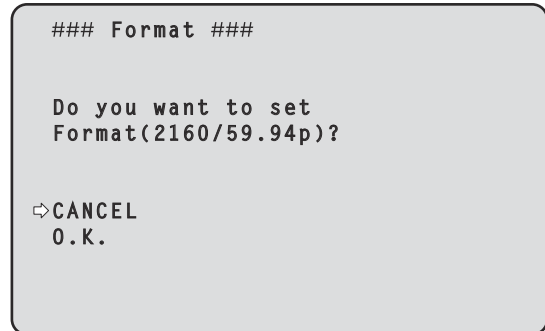 ### Format ###
Do you want to set
Format(2160/59.94p)?
⇨CANCEL
O.K.